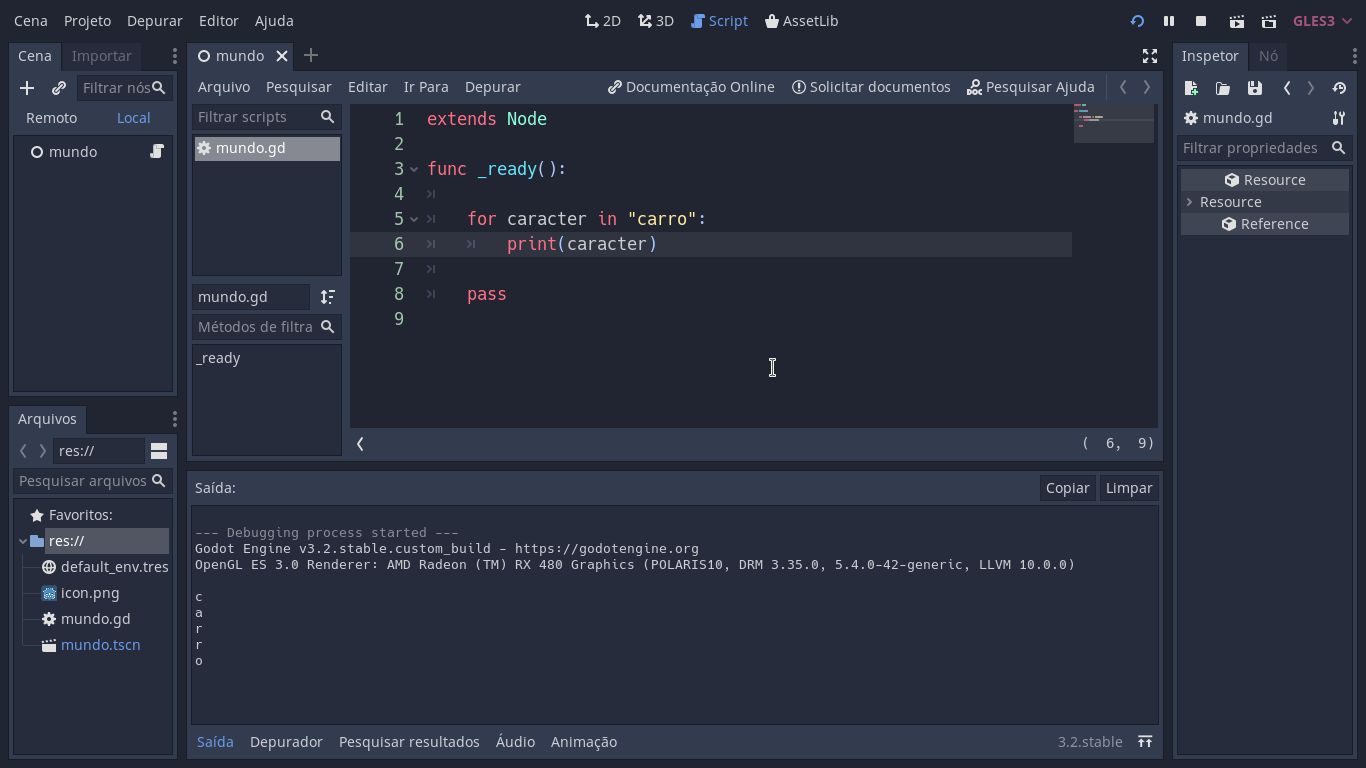 Cena Projeto Depurar Editor Ajuda 2D 3D Script AssetLib GLES3
Cena Importar
Filtrar nós
Remoto Local
mundo
mundo
Arquivo Pesquisar Editar Ir Para Depurar Documentação Online Solicitar documentos Pesquisar Ajuda
Filtrar scripts
mundo.gd
mundo.gd
Métodos de filtra
_ready
1 extends Node
2
3 func _ready():
4
5 for caracter in "carro":
6 print(caracter)
7
8 pass
9
( 6, 9)
Inspetor Nó
mundo.gd
Filtrar propriedades
Resource
Resource
Reference
Arquivos
res://
Pesquisar arquivos
Favoritos:
res://
default_env.tres
icon.png
mundo.gd
mundo.tscn
Saída: Copiar Limpar
--- Debugging process started ---
Godot Engine v3.2.stable.custom_build - https://godotengine.org
OpenGL ES 3.0 Renderer: AMD Radeon (TM) RX 480 Graphics (POLARIS10, DRM 3.35.0, 5.4.0-42-generic, LLVM 10.0.0)
c
a
r
r
o
Saída Depurador Pesquisar resultados Áudio Animação 3.2.stable